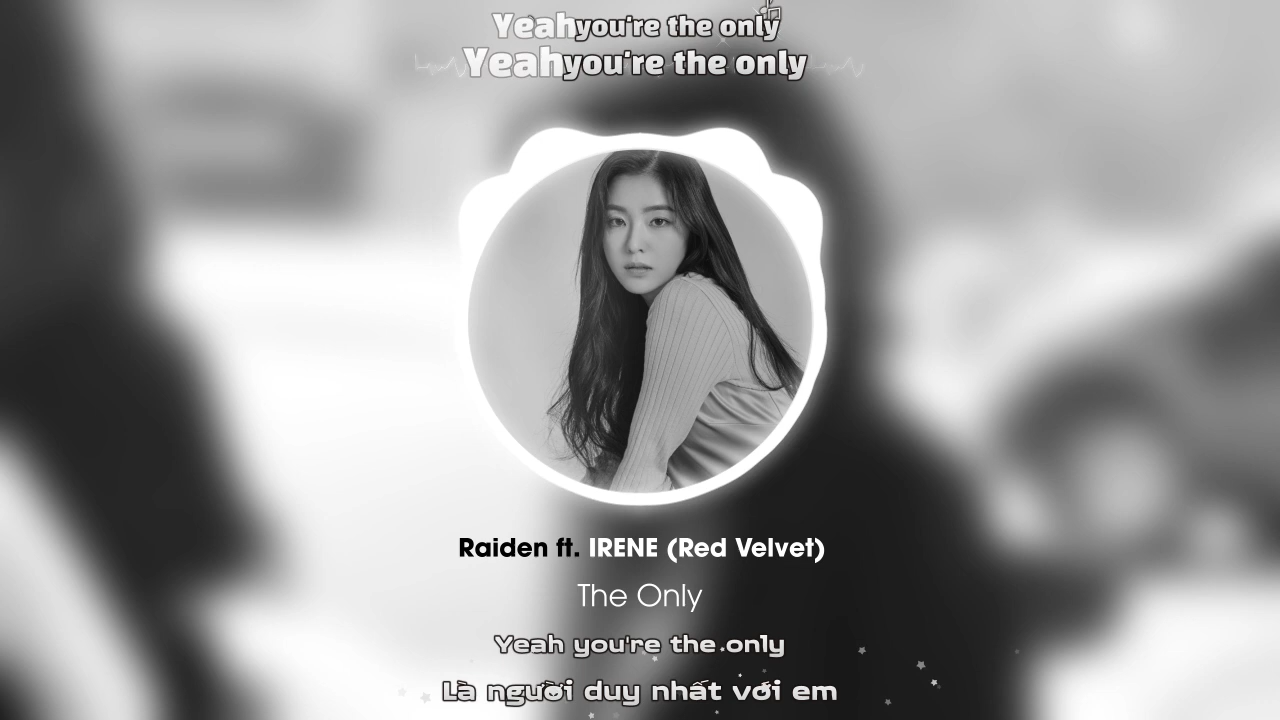 Yeah you're the only
Yeah you're the only
Raiden ft. IRENE (Red Velvet)
The Only
Yeah you're the only
Là người duy nhất với em